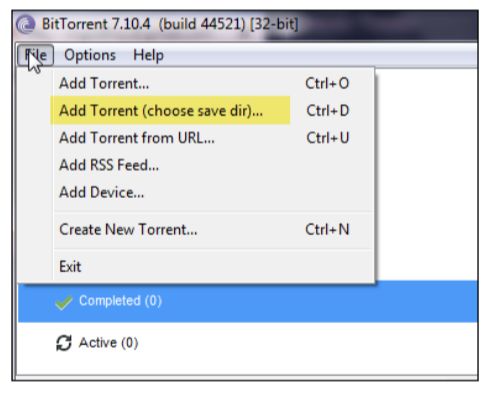 BitTorrent 7.10.4 (build 44521) [32-bit]
File Options Help
Add Torrent... Ctrl+O
Add Torrent (choose save dir)... Ctrl+D
Add Torrent from URL... Ctrl+U
Add RSS Feed...
Add Device...
Create New Torrent... Ctrl+N
Exit
Completed (0)
Active (0)